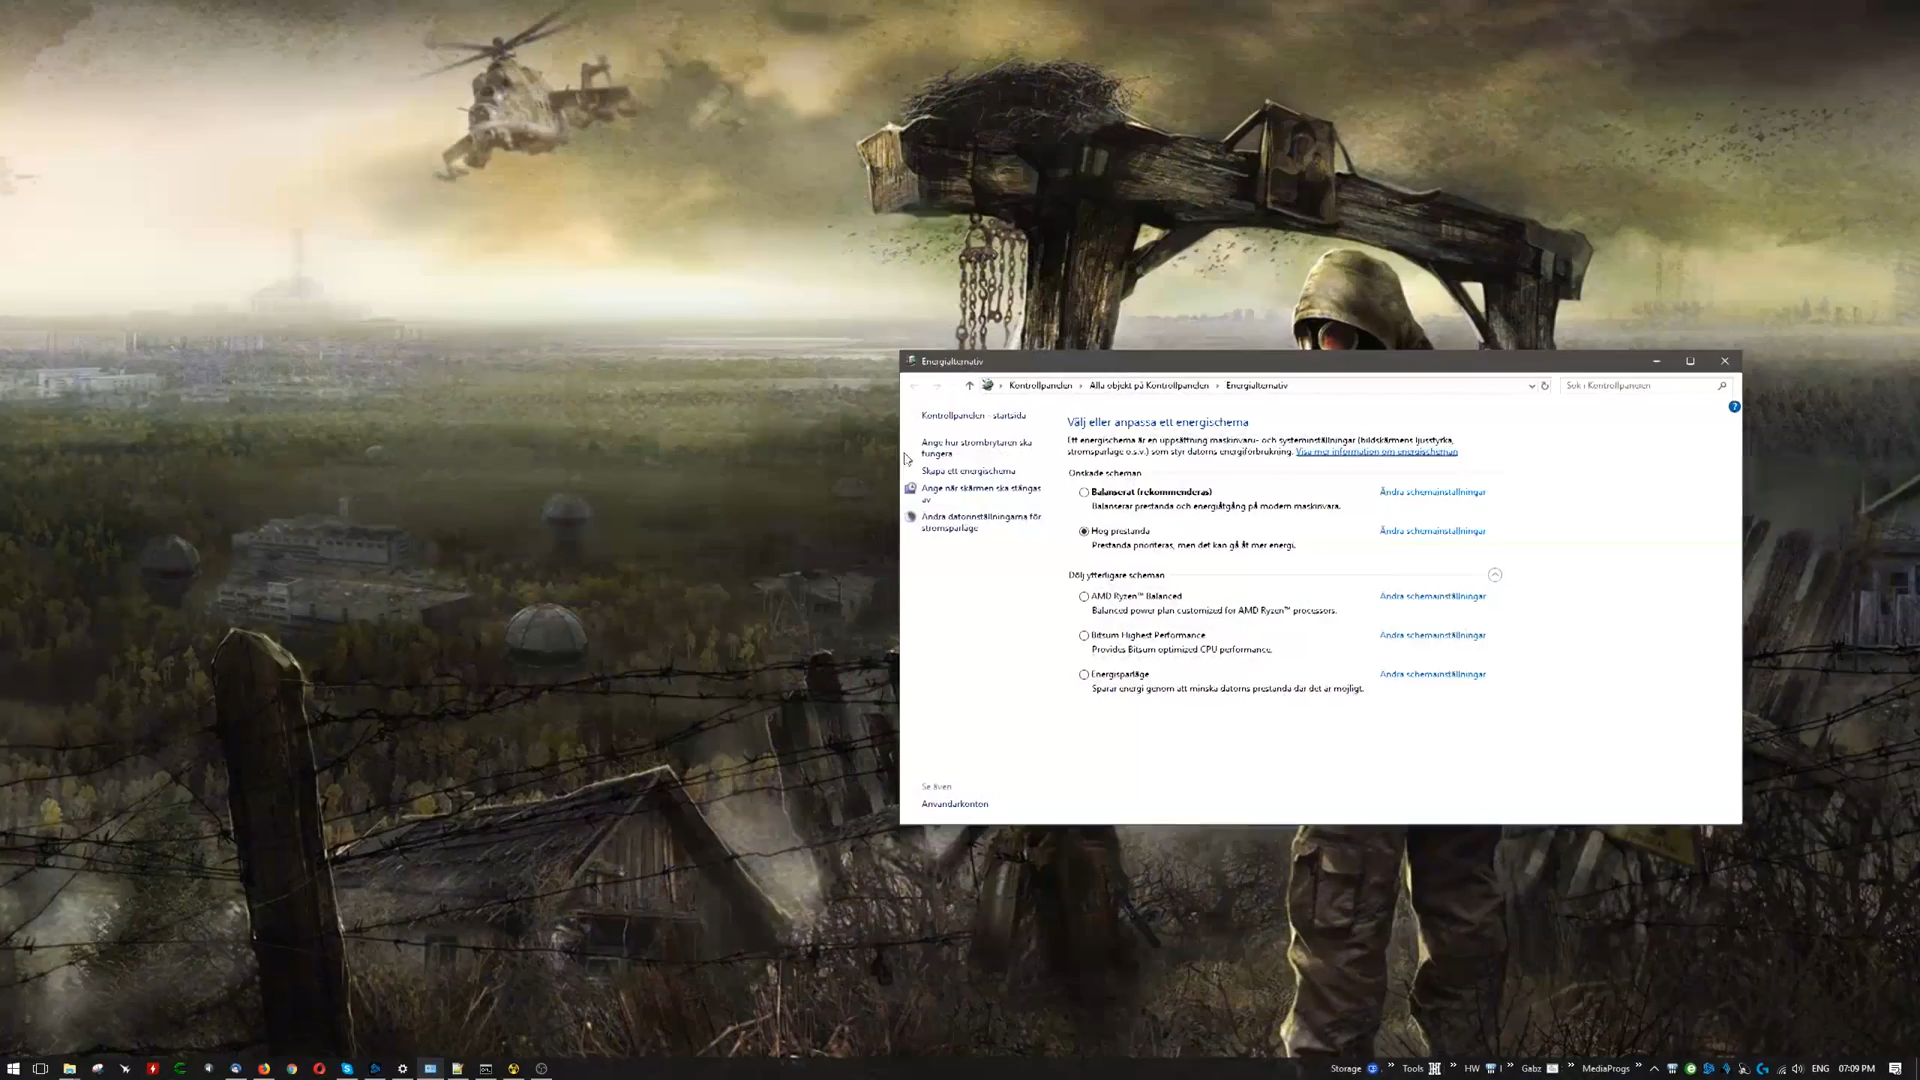 Energialternativ
Kontrollpanelen › Alla objekt på Kontrollpanelen › Energialternativ
Sök i Kontrollpanelen
Kontrollpanelen - startsida
Ange hur strömbrytaren ska
fungera
Skapa ett energischema
Ange när skärmen ska stängas
av
Ändra datorinställningarna för
strömsparläge
Se även
Användarkonton
Välj eller anpassa ett energischema
Ett energischema är en uppsättning maskinvaru- och systeminställningar (bildskärmens ljusstyrka,
strömsparläge o.s.v.) som styr datorns energiförbrukning. Visa mer information om energischeman
Önskade scheman
Balanserat (rekommenderas) Ändra schemainställningar
Balanserar prestanda och energiåtgång på modern maskinvara.
Hög prestanda Ändra schemainställningar
Prestanda prioriteras, men det kan gå åt mer energi.
Dölj ytterligare scheman
AMD Ryzen™ Balanced Ändra schemainställningar
Balanced power plan customized for AMD Ryzen™ processors.
Bitsum Highest Performance Ändra schemainställningar
Provides Bitsum optimized CPU performance.
Energisparläge Ändra schemainställningar
Sparar energi genom att minska datorns prestanda där det är möjligt.
Storage » Tools » HW » Gabz » MediaProgs » ENG 07:09 PM